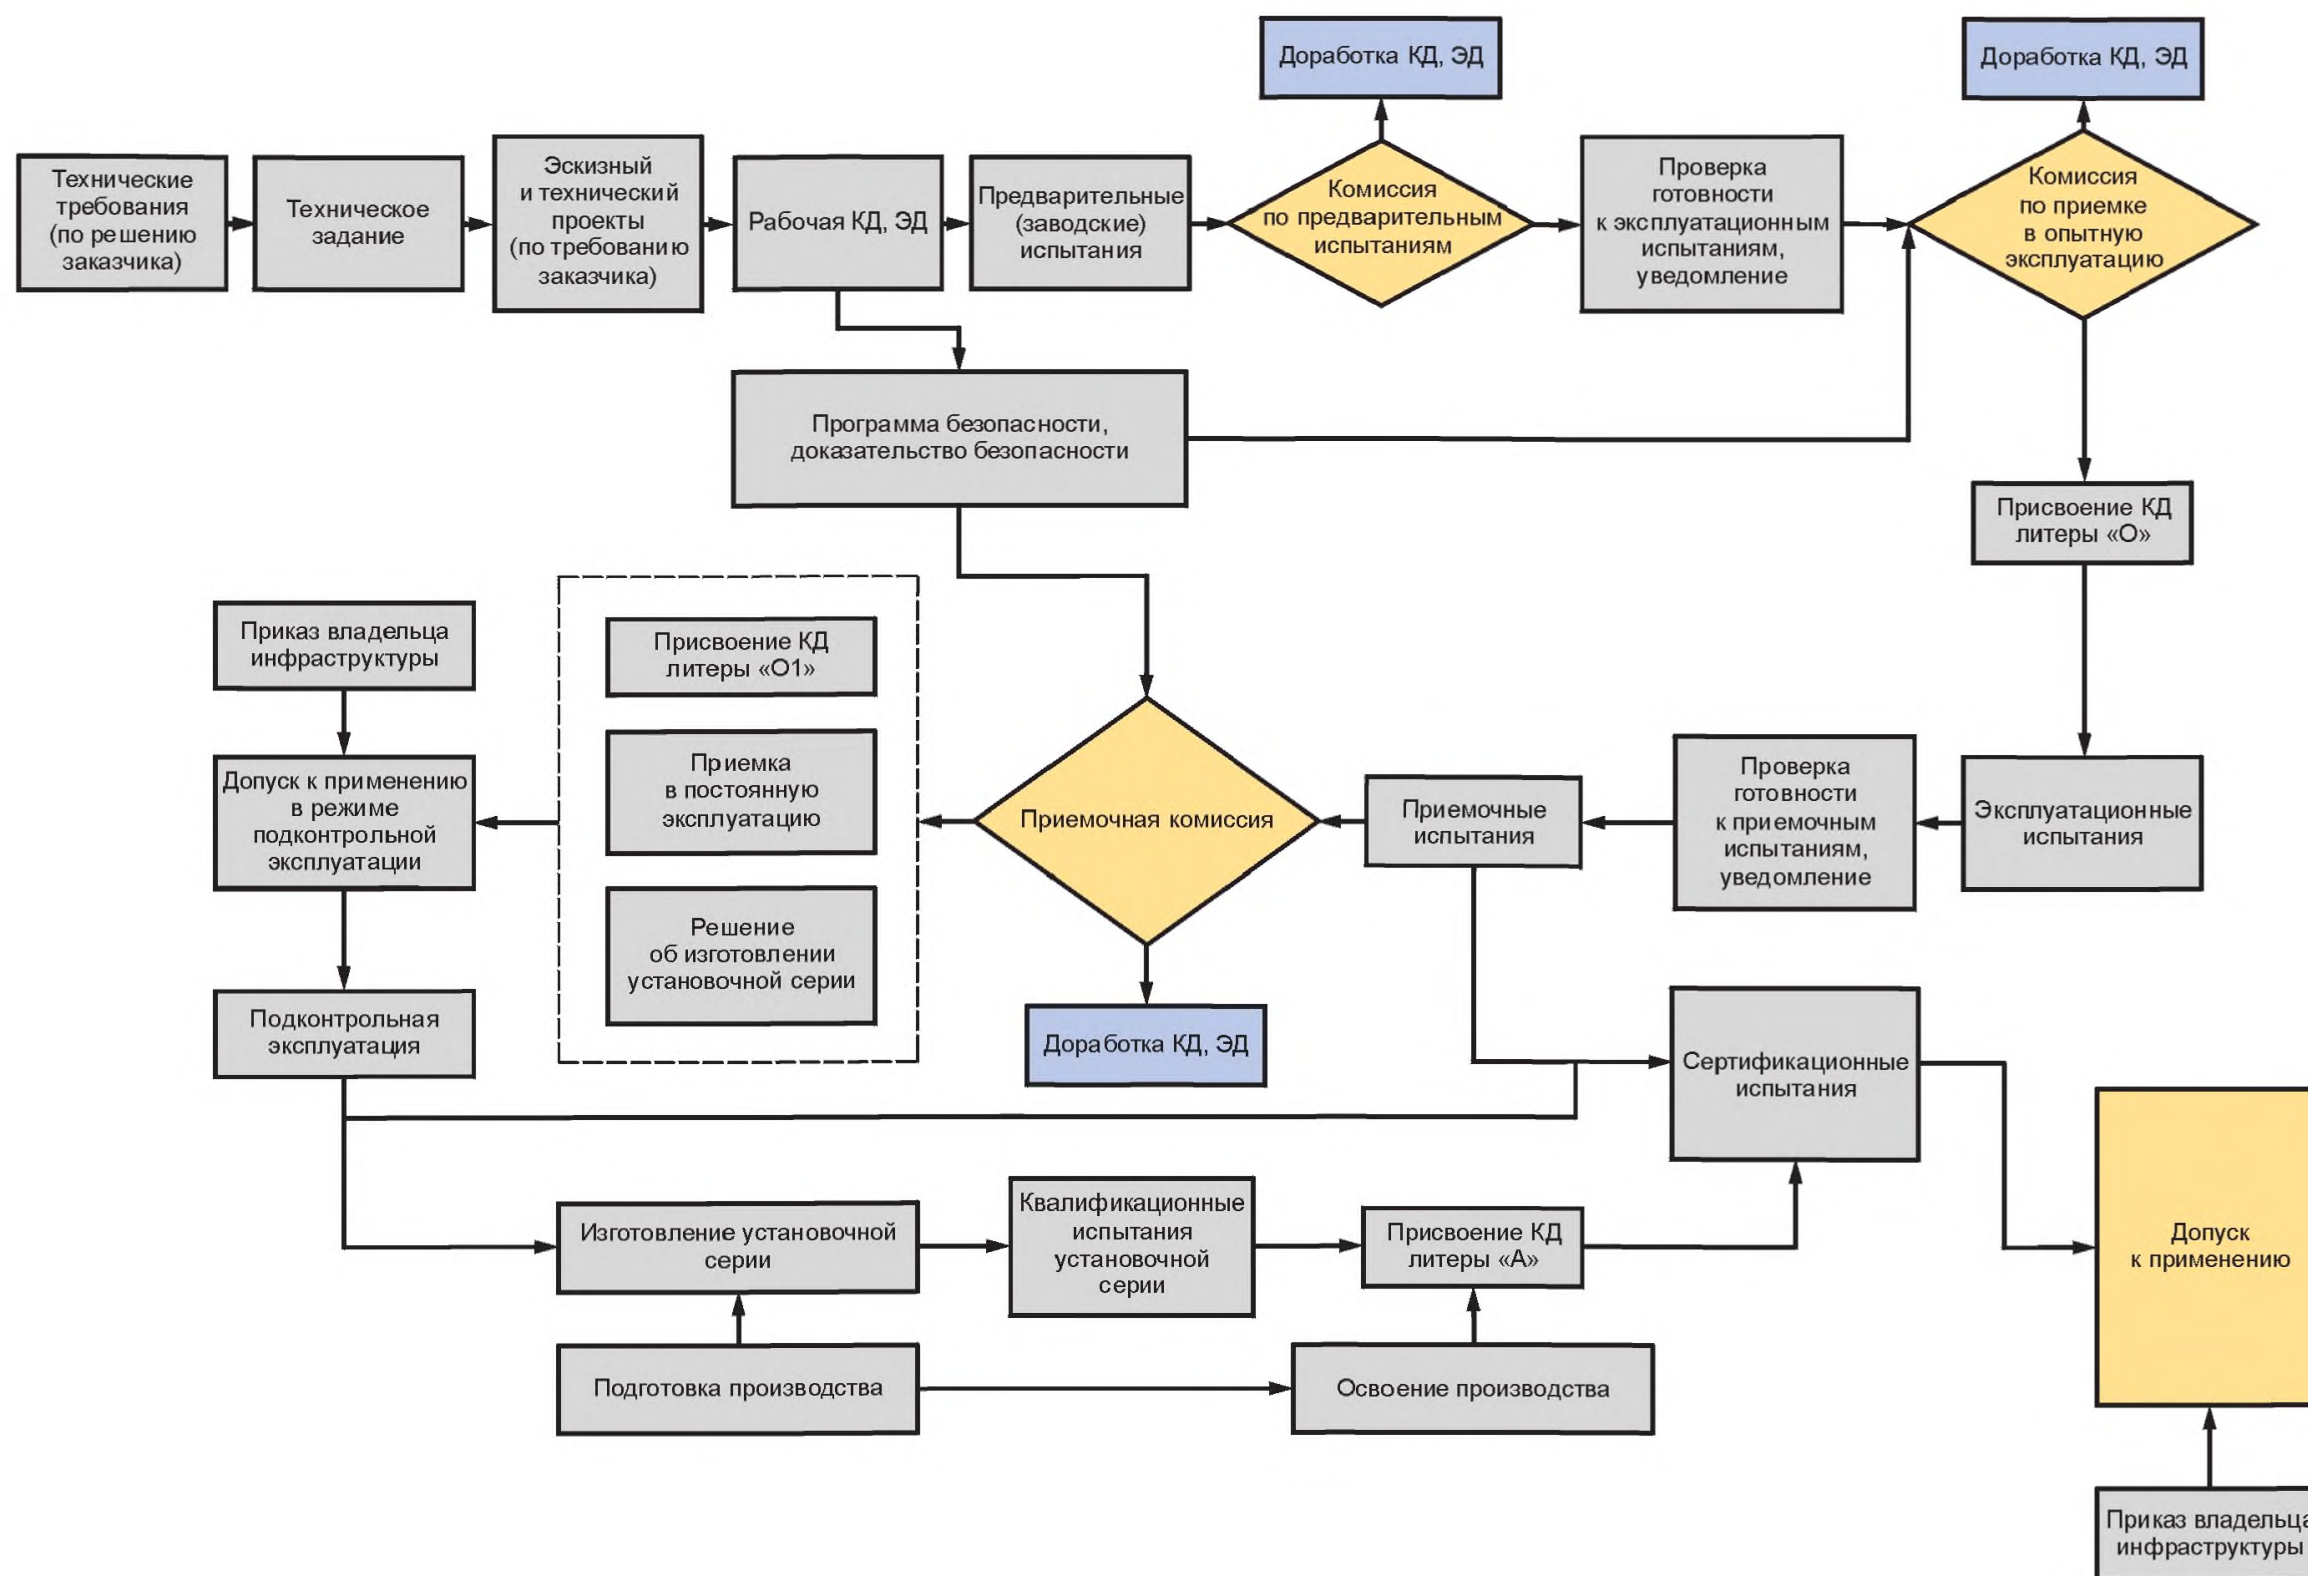 Доработка КД, ЭД
Доработка КД, ЭД
Технические
требования
(по решению
заказчика)
Техническое
задание
Эскизный
и технический
проекты
(по требованию
заказчика)
Рабочая КД, ЭД
Предварительные
(заводские)
испытания
Комиссия
по предварительным
испытаниям
Проверка
готовности
к эксплуатационным
испытаниям,
уведомление
Комиссия
по приемке
в опытную
эксплуатацию
Программа безопасности,
доказательство безопасности
Присвоение КД
литеры «О»
Приказ владельца
инфраструктуры
Присвоение КД
литеры «О1»
Допуск к применению
в режиме
подконтрольной
эксплуатации
Приемка
в постоянную
эксплуатацию
Приемочная комиссия
Приемочные
испытания
Проверка
готовности
к приемочным
испытаниям,
уведомление
Эксплуатационные
испытания
Решение
об изготовлении
установочной серии
Подконтрольная
эксплуатация
Доработка КД, ЭД
Сертификационные
испытания
Изготовление установочной
серии
Квалификационные
испытания
установочной
серии
Присвоение КД
литеры «А»
Допуск
к применению
Подготовка производства
Освоение производства
Приказ владельца
инфраструктуры